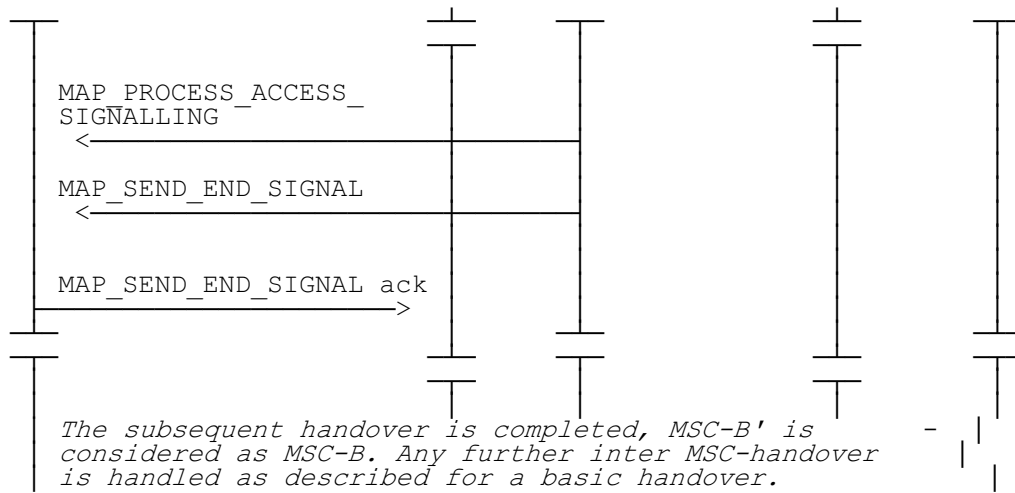 MAP_PROCESS_ACCESS_
SIGNALLING
MAP_SEND_END_SIGNAL
MAP_SEND_END_SIGNAL ack
The subsequent handover is completed, MSC-B' is
considered as MSC-B. Any further inter MSC-handover
is handled as described for a basic handover.